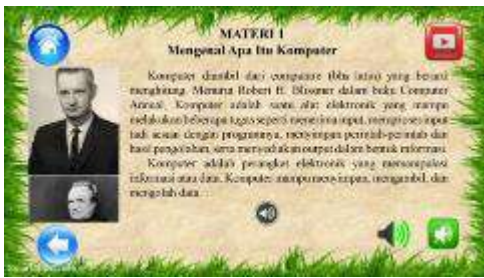 MATERI I
Mengenal Apa Itu Komputer
Komputer diambil dari computare (bhs latin) yang berarti
menghitung. Menurut Robert H. Blissmer dalam buku Computer
Annual, Komputer adalah suatu alat elektronik yang mampu
melakukan beberapa tugas seperti menerima input, memproses input
tadi sesuai dengan programnya, menyimpan perintah-perintah dan
hasil pengolahan, serta menyediakan output dalam bentuk informasi.
Komputer adalah perangkat elektronik yang memanipulasi
informasi atau data. Komputer mampu menyimpan, mengambil, dan
mengolah data.